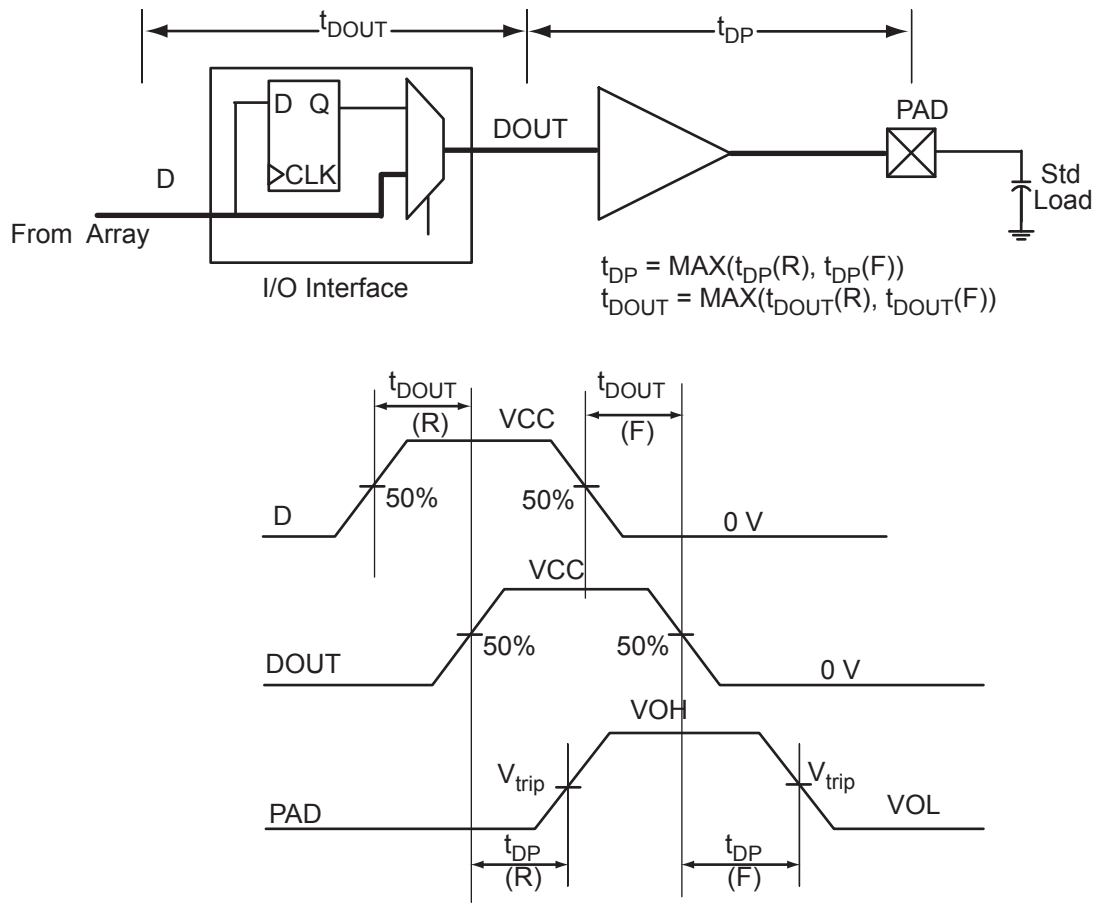 tDOUT
tDP
D Q
CLK
D
From Array
I/O Interface
DOUT
PAD
Std
Load
tDP = MAX(tDP(R), tDP(F))
tDOUT = MAX(tDOUT(R), tDOUT(F))
tDOUT
(R)
VCC
tDOUT
(F)
50%
50%
D
0 V
VCC
50%
50%
DOUT
0 V
VOH
Vtrip
Vtrip
PAD
VOL
tDP
(R)
tDP
(F)